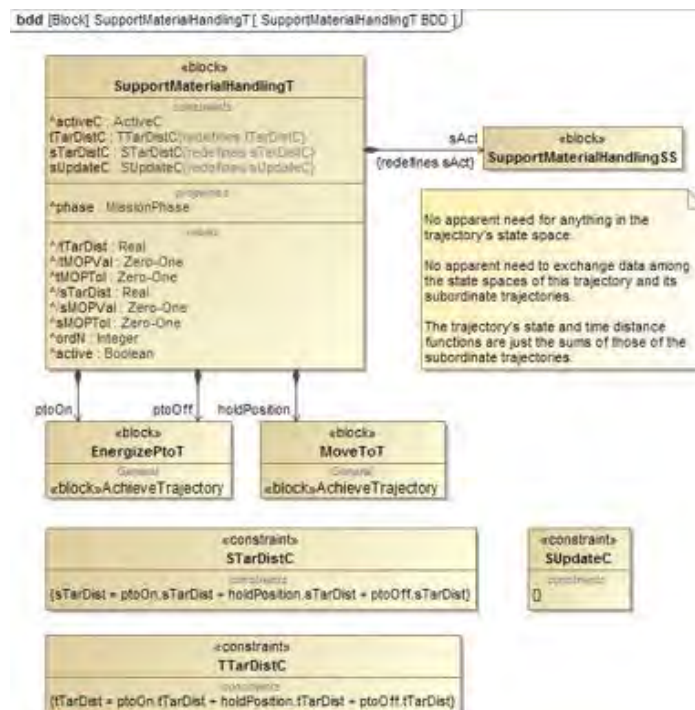 bdd [Block] SupportMaterialHandlingT [ SupportMaterialHandlingT BDD ]
«block»
SupportMaterialHandlingT
constraints
^activeC : ActiveC
tTarDistC : TTarDistC{redefines tTarDistC}
sTarDistC : STarDistC{redefines sTarDistC}
sUpdateC : SUpdateC{redefines sUpdateC}
properties
^phase : MissionPhase
values
^/tTarDist : Real
^/tMOPVal : Zero-One
^tMOPTol : Zero-One
^/sTarDist : Real
^/sMOPVal : Zero-One
^sMOPTol : Zero-One
^ordN : Integer
^active : Boolean
sAct
{redefines sAct}
«block»
SupportMaterialHandlingSS
No apparent need for anything in the
trajectory's state space.
No apparent need to exchange data among
the state spaces of this trajectory and its
subordinate trajectories.
The trajectory's state and time distance
functions are just the sums of those of the
subordinate trajectories.
ptoOn
ptoOff
holdPosition
«block»
EnergizePtoT
General
«block»AchieveTrajectory
«block»
MoveToT
General
«block»AchieveTrajectory
«constraint»
STarDistC
constraints
{sTarDist = ptoOn.sTarDist + holdPosition.sTarDist + ptoOff.sTarDist}
«constraint»
SUpdateC
constraints
{}
«constraint»
TTarDistC
constraints
{tTarDist = ptoOn.tTarDist + holdPosition.tTarDist + ptoOff.tTarDist}